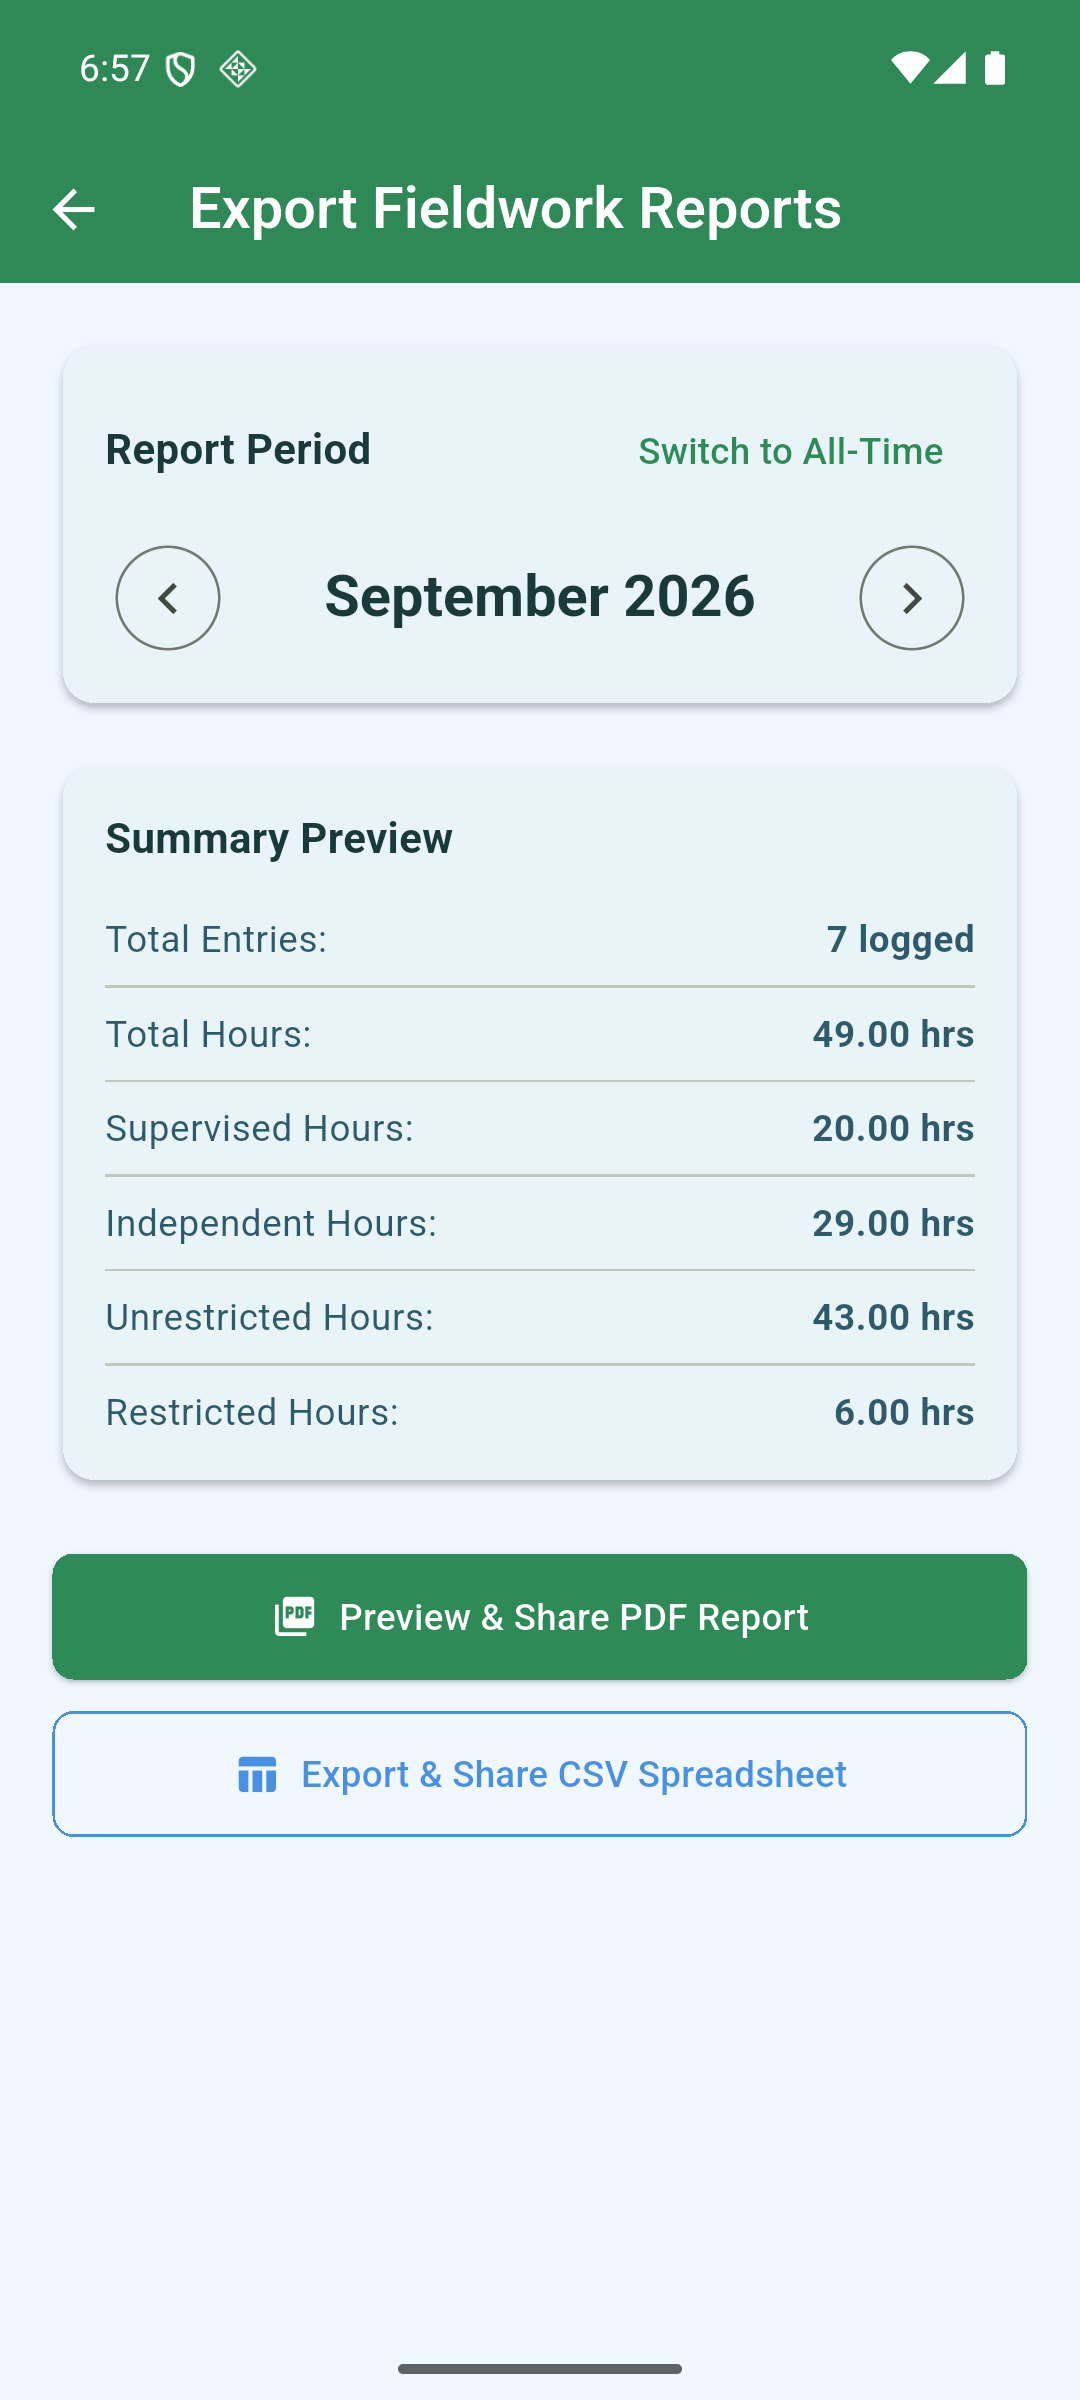 6:57
Export Fieldwork Reports
Report Period
Switch to All-Time
September 2026
Summary Preview
Total Entries: 7 logged
Total Hours: 49.00 hrs
Supervised Hours: 20.00 hrs
Independent Hours: 29.00 hrs
Unrestricted Hours: 43.00 hrs
Restricted Hours: 6.00 hrs
PDF Preview & Share PDF Report
Export & Share CSV Spreadsheet